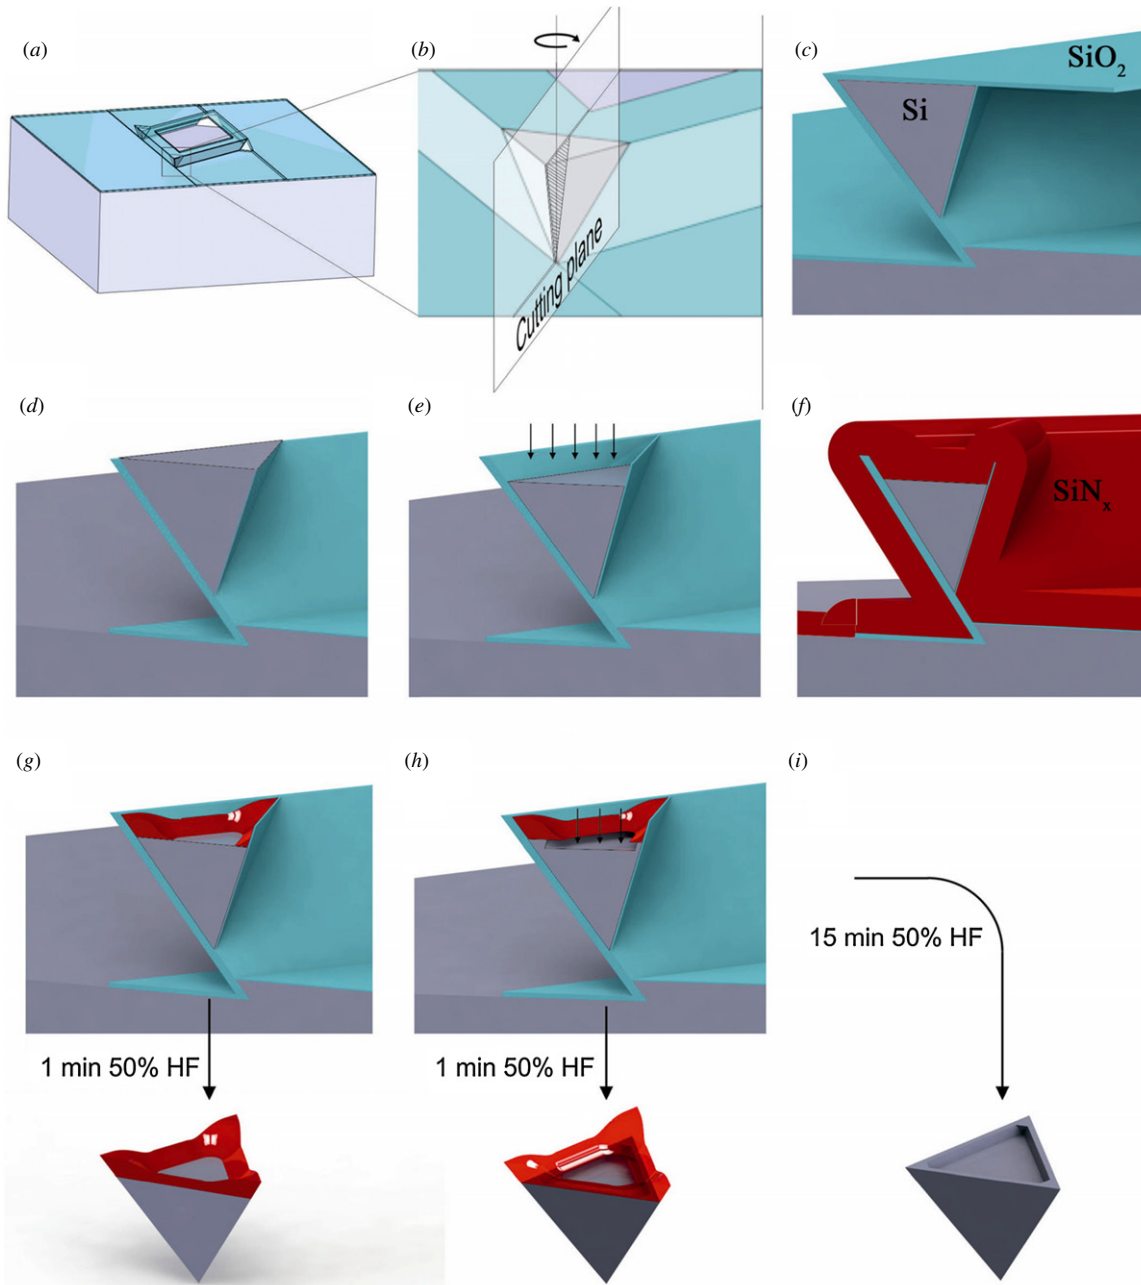 (a)
(b)
(c)
Cutting plane
SiO2
Si
(d)
(e)
(f)
SiNx
(g)
(h)
(i)
1 min 50% HF
1 min 50% HF
15 min 50% HF